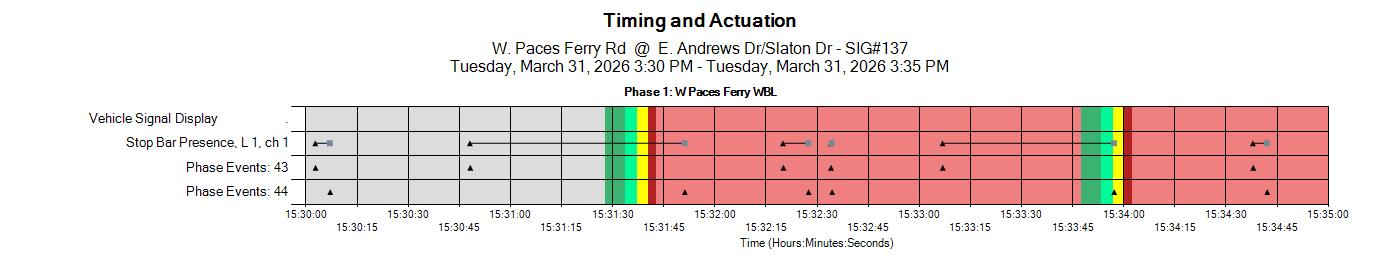 Timing and Actuation
W. Paces Ferry Rd @ E. Andrews Dr/Slaton Dr - SIG#137
Tuesday, March 31, 2026 3:30 PM - Tuesday, March 31, 2026 3:35 PM
Phase 1: W Paces Ferry WBL
Vehicle Signal Display .
Stop Bar Presence, L 1, ch 1
Phase Events: 43
Phase Events: 44
15:30:00 15:30:30 15:31:00 15:31:30 15:32:00 15:32:30 15:33:00 15:33:30 15:34:00 15:34:30 15:35:00
15:30:15 15:30:45 15:31:15 15:31:45 15:32:15 15:32:45 15:33:15 15:33:45 15:34:15 15:34:45
Time (Hours:Minutes:Seconds)